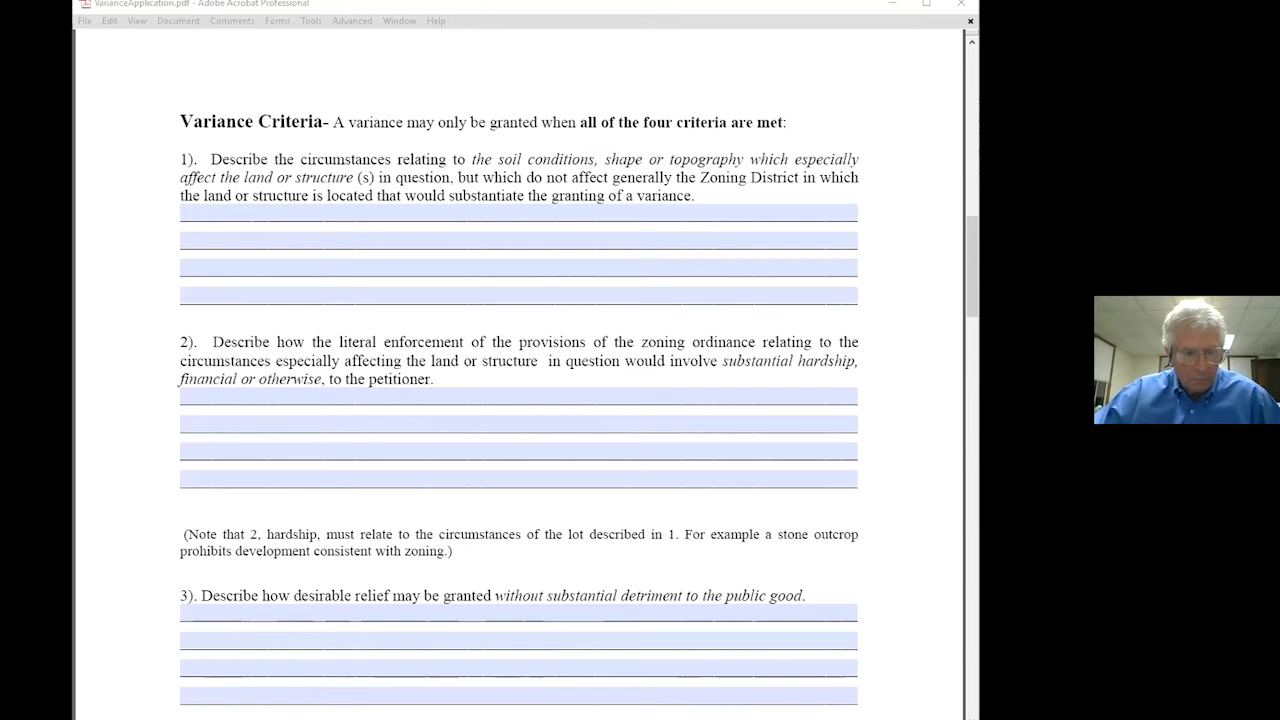 VarianceApplication.pdf - Adobe Acrobat Professional
File Edit View Document Comments Forms Tools Advanced Window Help
Variance Criteria- A variance may only be granted when all of the four criteria are met:
1). Describe the circumstances relating to the soil conditions, shape or topography which especially
affect the land or structure (s) in question, but which do not affect generally the Zoning District in which
the land or structure is located that would substantiate the granting of a variance.
2). Describe how the literal enforcement of the provisions of the zoning ordinance relating to the
circumstances especially affecting the land or structure in question would involve substantial hardship,
financial or otherwise, to the petitioner.
(Note that 2, hardship, must relate to the circumstances of the lot described in 1. For example a stone outcrop
prohibits development consistent with zoning.)
3). Describe how desirable relief may be granted without substantial detriment to the public good.